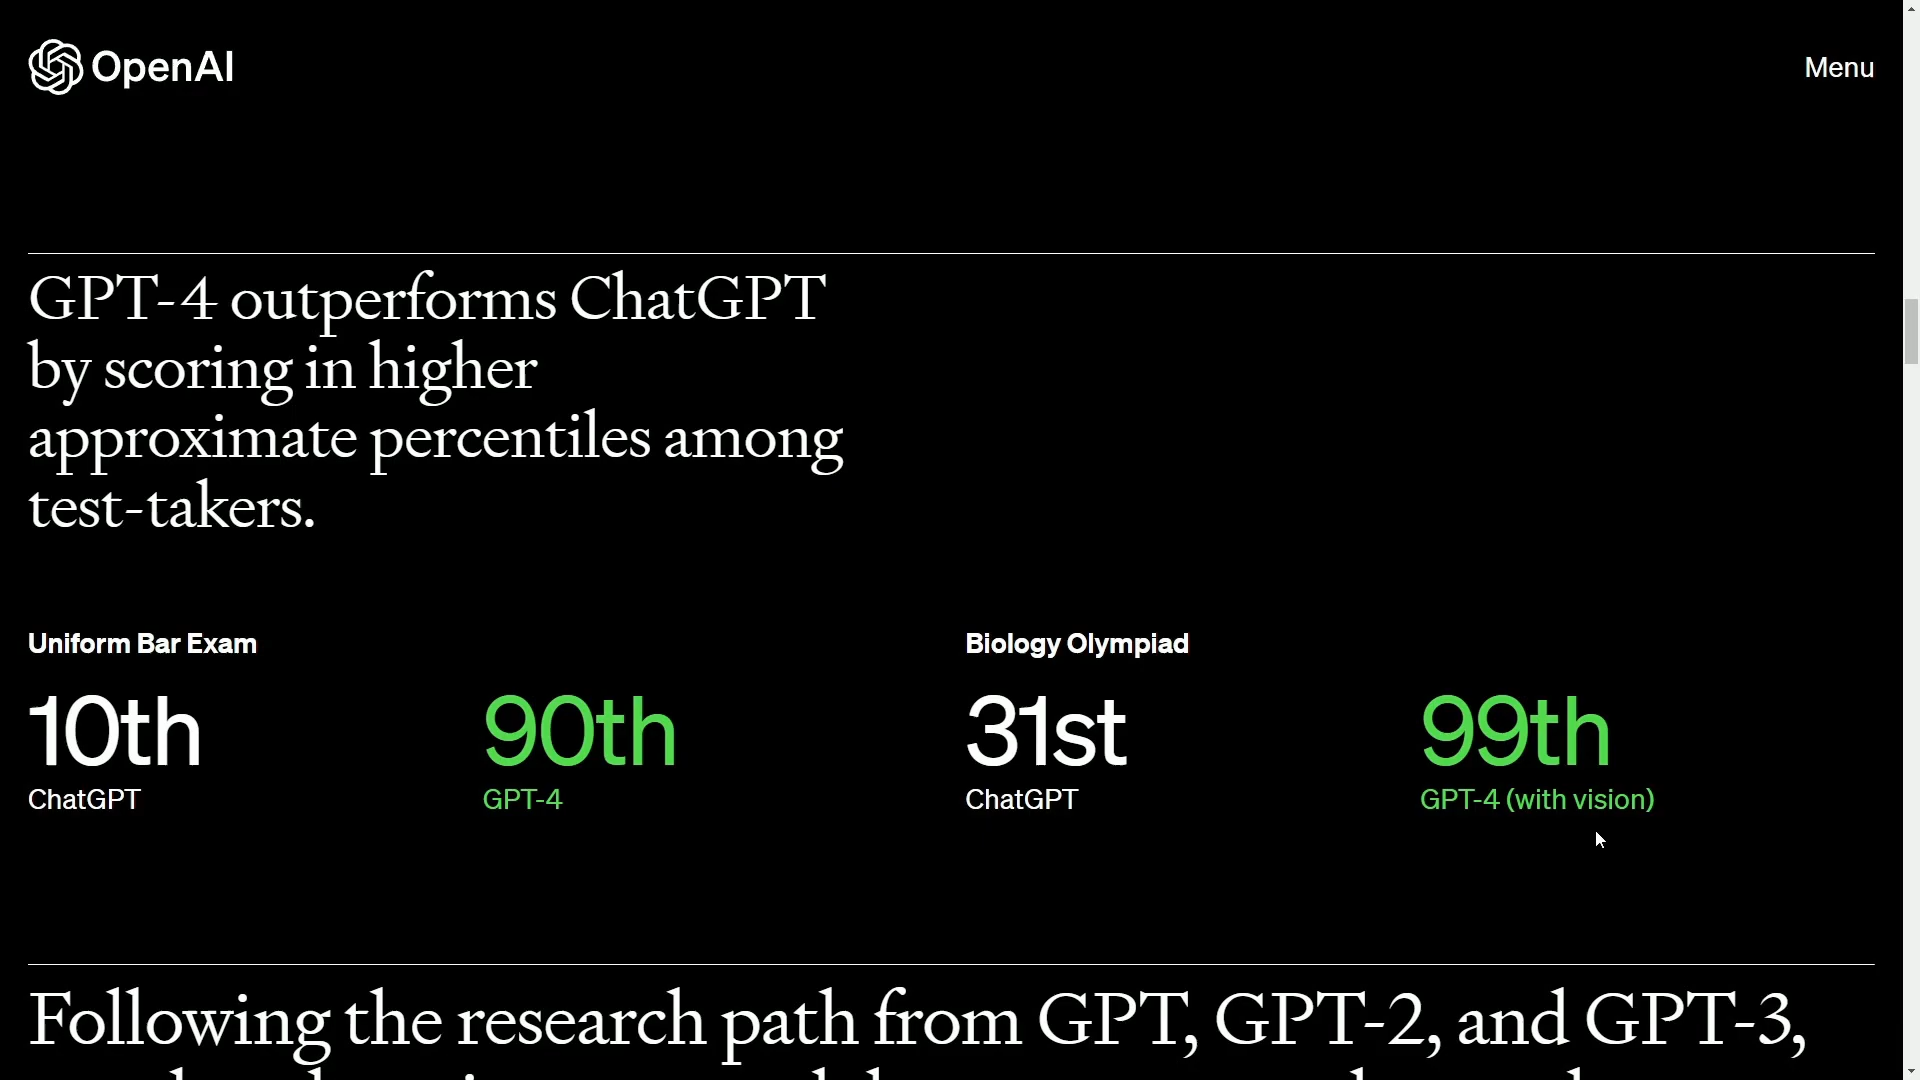 OpenAI
Menu
GPT-4 outperforms ChatGPT
by scoring in higher
approximate percentiles among
test-takers.
Uniform Bar Exam
Biology Olympiad
10th
90th
31st
99th
ChatGPT
GPT-4
ChatGPT
GPT-4 (with vision)
Following the research path from GPT, GPT-2, and GPT-3,